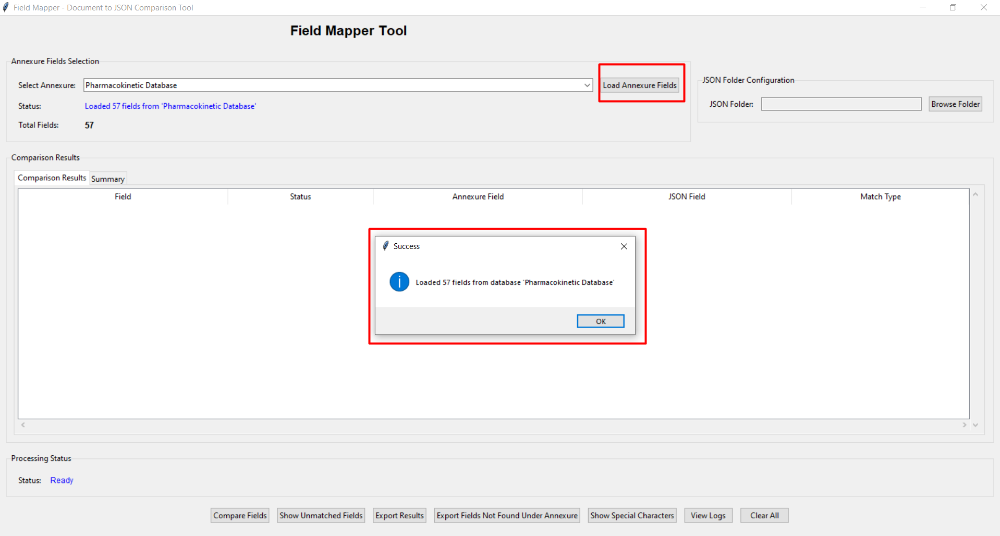 Field Mapper - Document to JSON Comparison Tool
Field Mapper Tool
Annexure Fields Selection
Select Annexure: Pharmacokinetic Database Load Annexure Fields
Status: Loaded 57 fields from 'Pharmacokinetic Database'
Total Fields: 57
JSON Folder Configuration
JSON Folder: Browse Folder
Comparison Results
Comparison Results Summary
Field Status Annexure Field JSON Field Match Type
Success
i Loaded 57 fields from database 'Pharmacokinetic Database'
OK
Processing Status
Status: Ready
Compare Fields Show Unmatched Fields Export Results Export Fields Not Found Under Annexure Show Special Characters View Logs Clear All